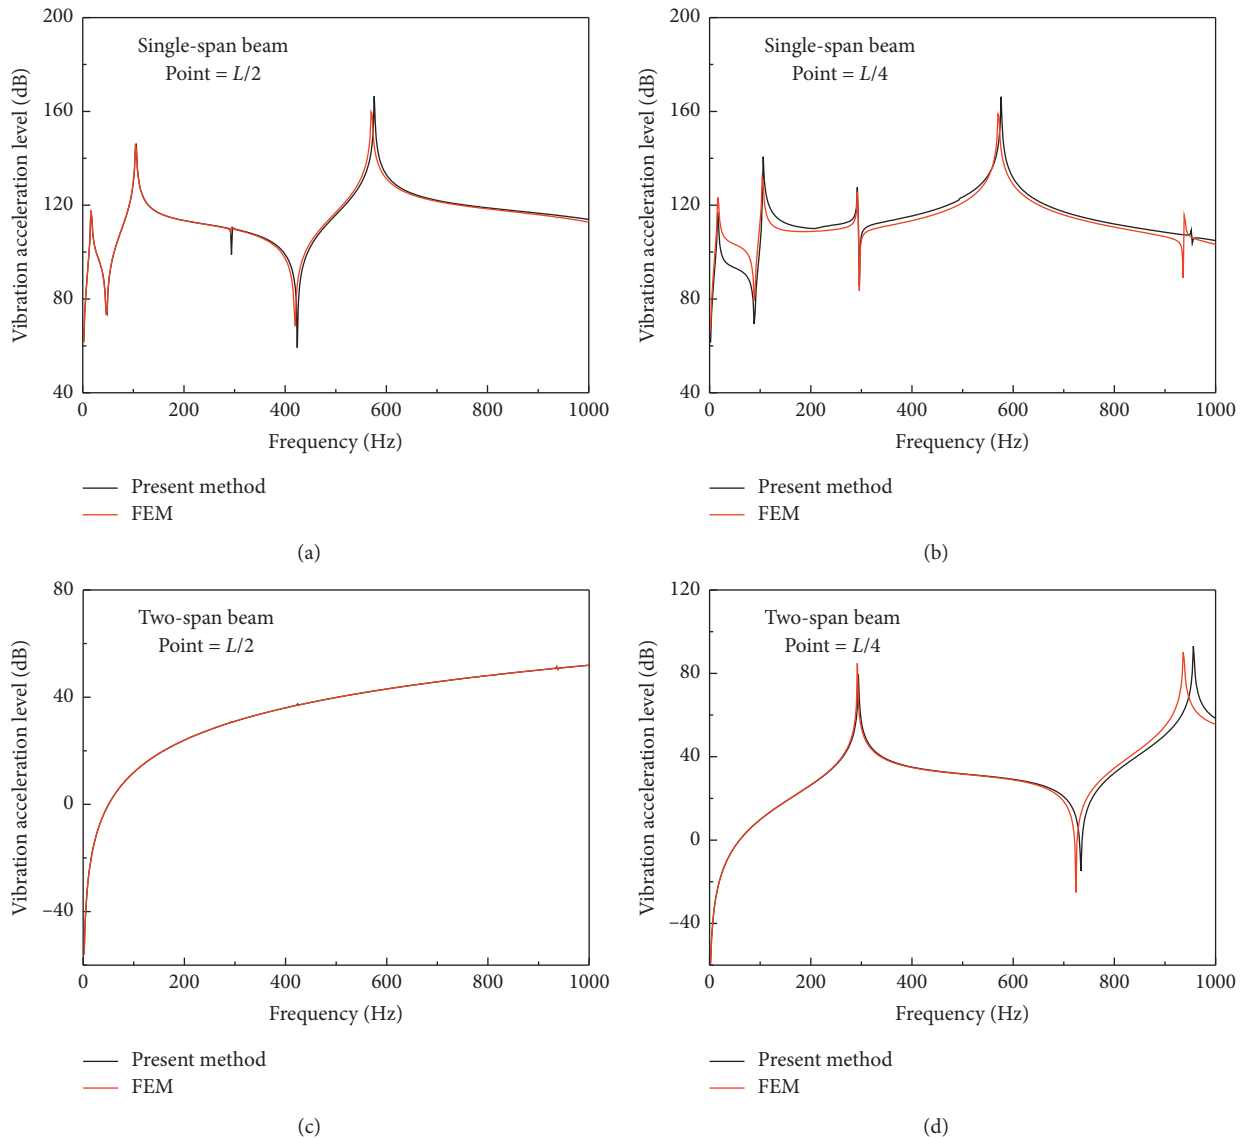 200
160
120
80
40
Vibration acceleration level (dB)
Single-span beam
Point = L/2
0 200 400 600 800 1000
Frequency (Hz)
Present method
FEM
(a)
200
160
120
80
40
Vibration acceleration level (dB)
Single-span beam
Point = L/4
0 200 400 600 800 1000
Frequency (Hz)
Present method
FEM
(b)
80
40
0
−40
Vibration acceleration level (dB)
Two-span beam
Point = L/2
0 200 400 600 800 1000
Frequency (Hz)
Present method
FEM
(c)
120
80
40
0
−40
Vibration acceleration level (dB)
Two-span beam
Point = L/4
0 200 400 600 800 1000
Frequency (Hz)
Present method
FEM
(d)